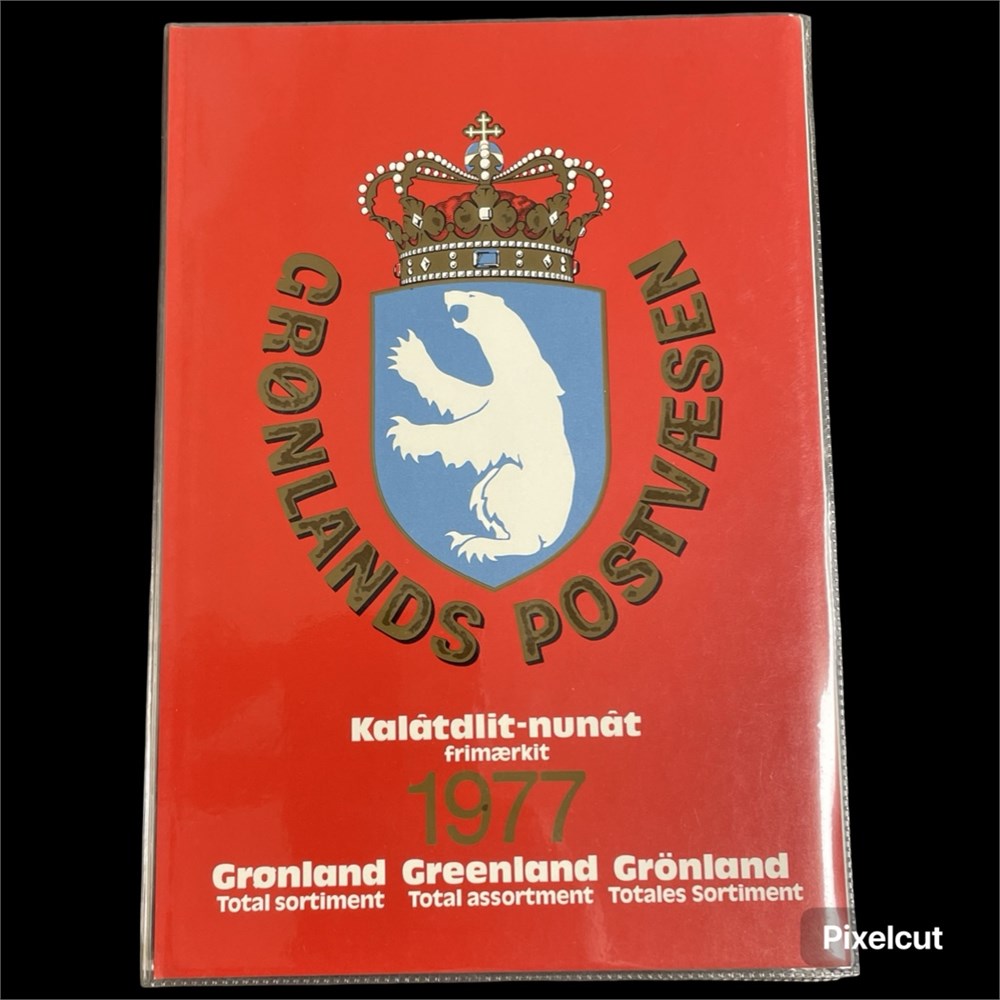 GRØNLANDS POSTVÆSEN
Kalâtdlit-nunât
frimærkit
1977
Grønland Greenland Grönland
Total sortiment Total assortment Totales Sortiment
Pixelcut